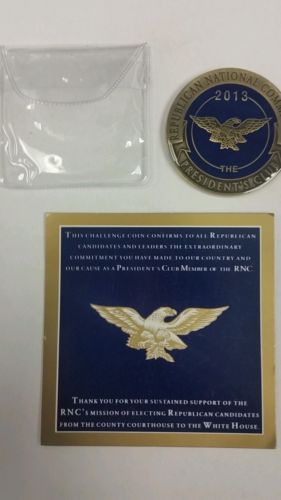 REPUBLICAN NATIONAL COMM
2013
THE
PRESIDENT'S CLUB
THIS CHALLENGE COIN CONFIRMS TO ALL REPUBLICAN
CANDIDATES AND LEADERS THE EXTRAORDINARY
COMMITMENT YOU HAVE MADE TO OUR COUNTRY AND
OUR CAUSE AS A PRESIDENT'S CLUB MEMBER OF THE RNC.
THANK YOU FOR YOUR SUSTAINED SUPPORT OF THE
RNC'S MISSION OF ELECTING REPUBLICAN CANDIDATES
FROM THE COUNTY COURTHOUSE TO THE WHITE HOUSE.